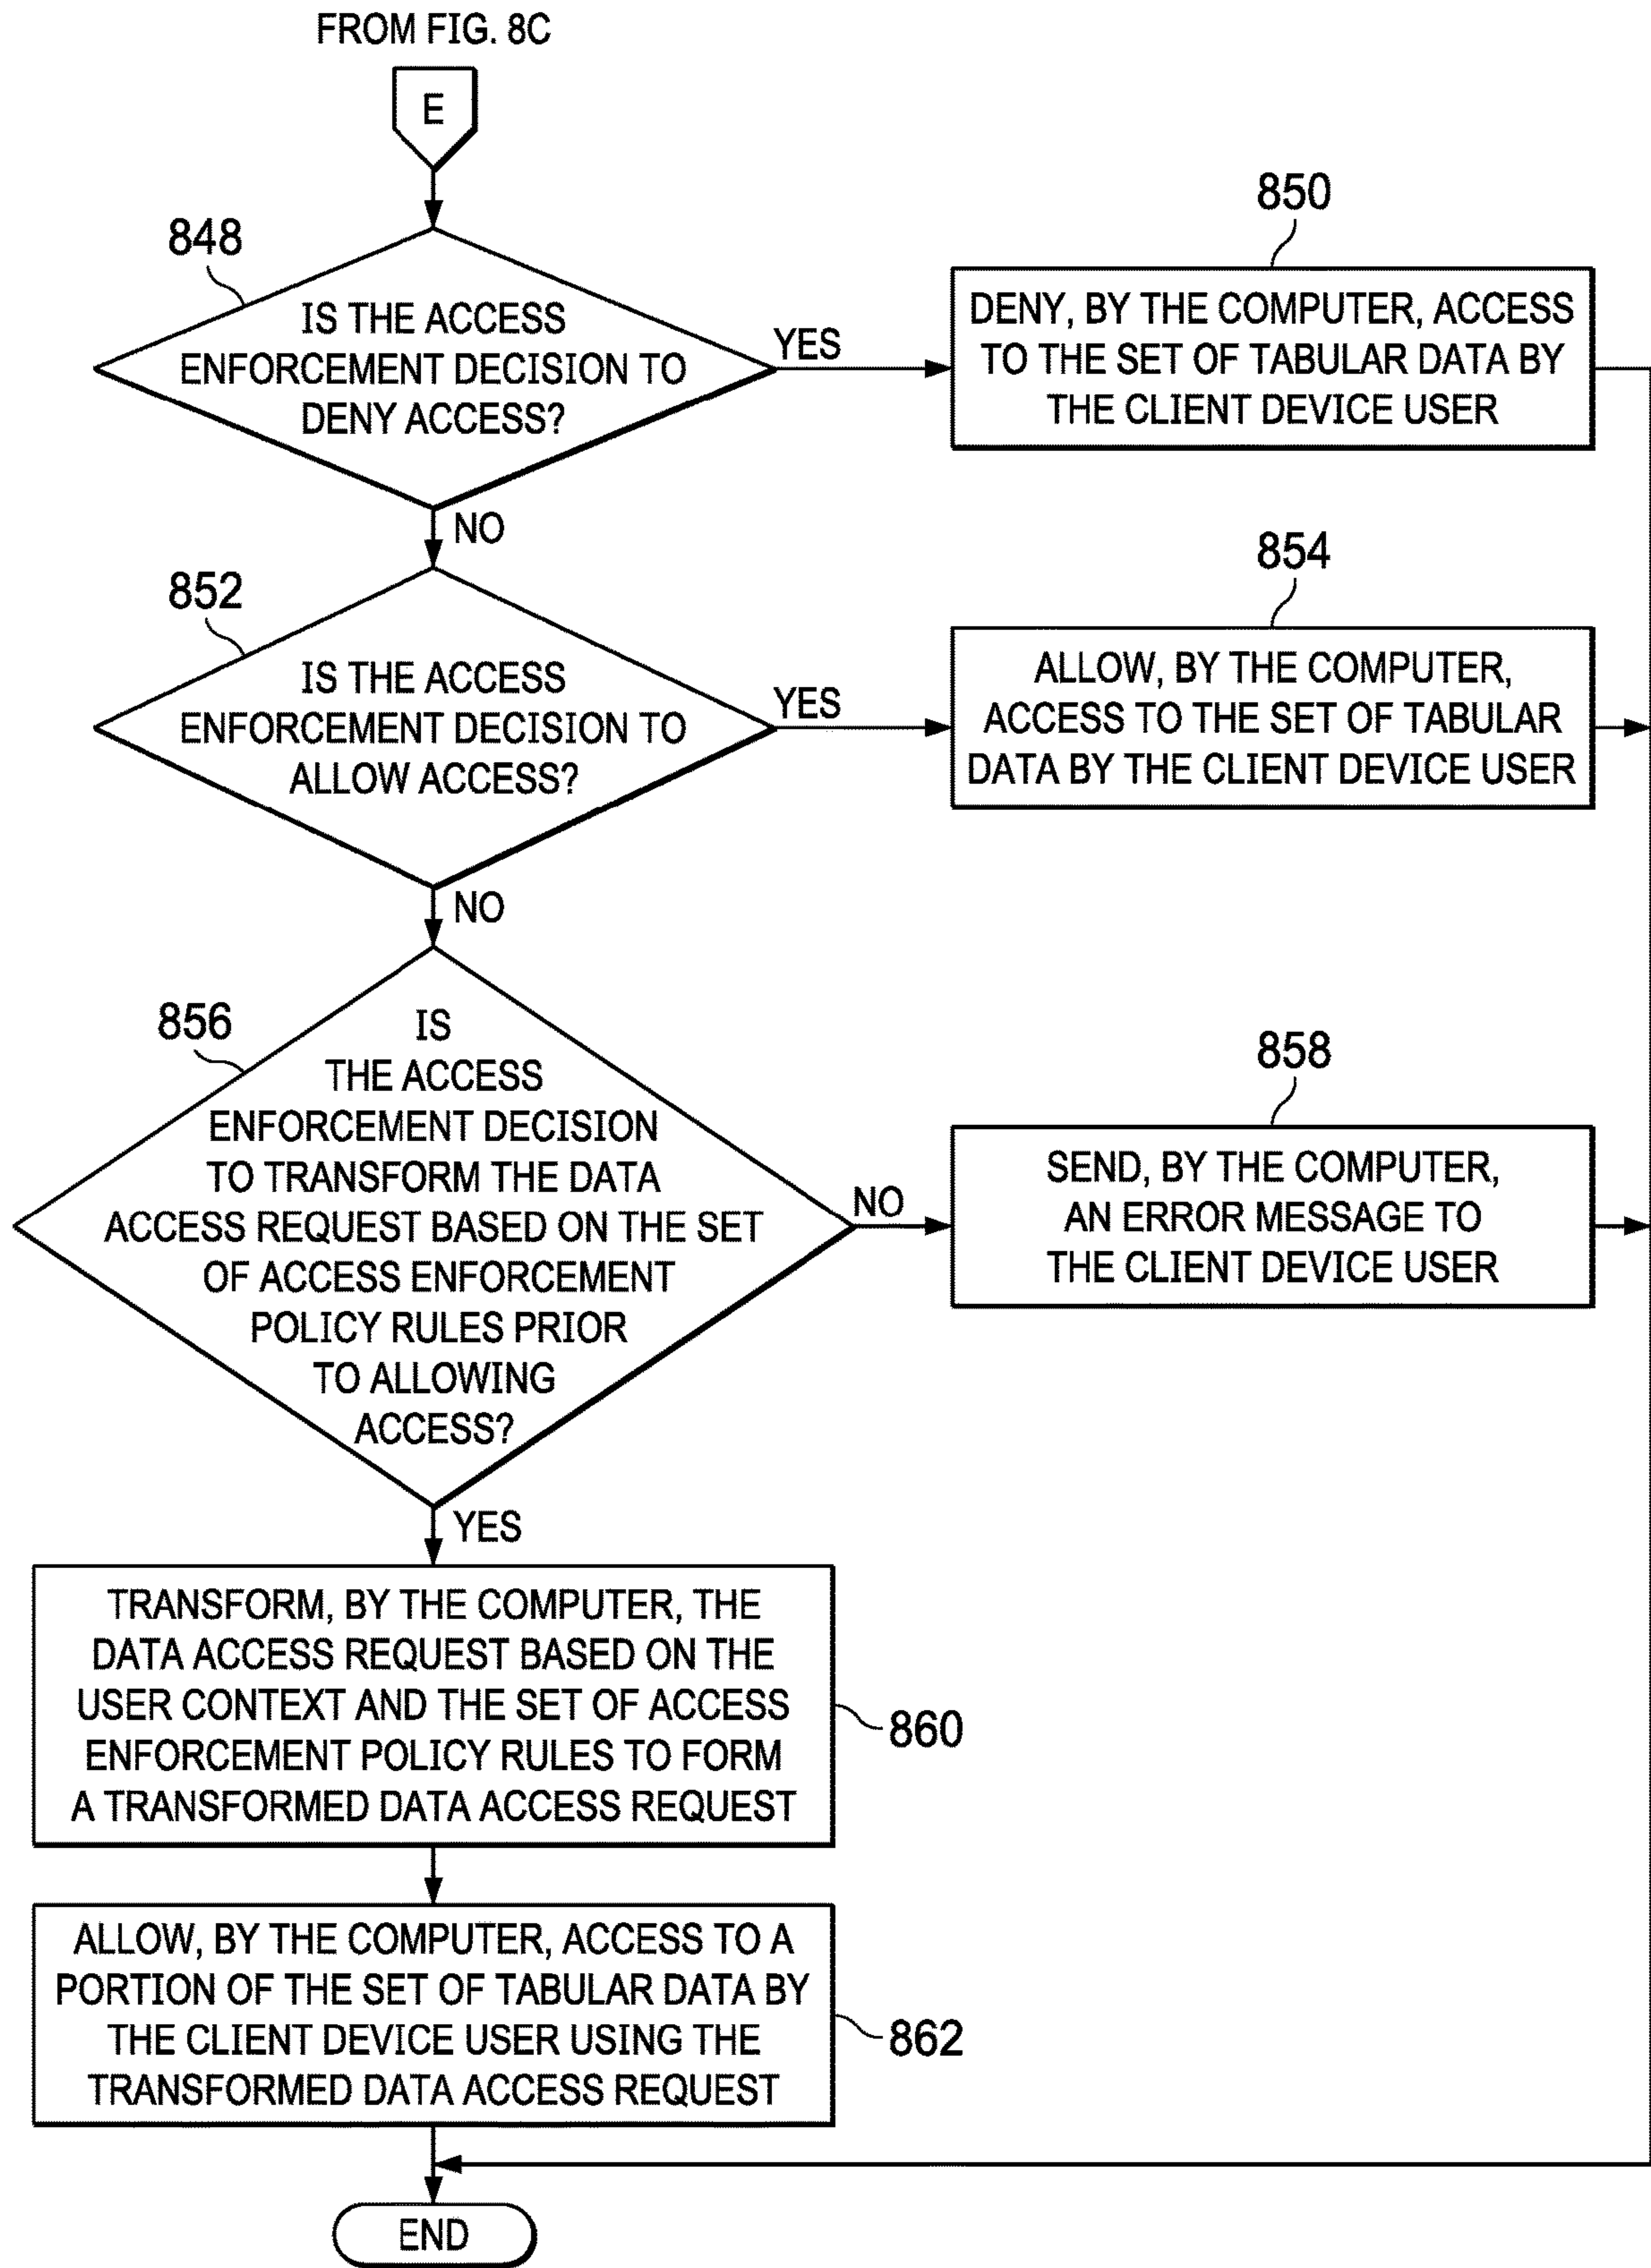 FROM FIG. 8C
E
848
IS THE ACCESS
ENFORCEMENT DECISION TO
DENY ACCESS?
YES
NO
850
DENY, BY THE COMPUTER, ACCESS
TO THE SET OF TABULAR DATA BY
THE CLIENT DEVICE USER
852
IS THE ACCESS
ENFORCEMENT DECISION TO
ALLOW ACCESS?
YES
NO
854
ALLOW, BY THE COMPUTER,
ACCESS TO THE SET OF TABULAR
DATA BY THE CLIENT DEVICE USER
856
IS
THE ACCESS
ENFORCEMENT DECISION
TO TRANSFORM THE DATA
ACCESS REQUEST BASED ON THE SET
OF ACCESS ENFORCEMENT
POLICY RULES PRIOR
TO ALLOWING
ACCESS?
NO
YES
858
SEND, BY THE COMPUTER,
AN ERROR MESSAGE TO
THE CLIENT DEVICE USER
TRANSFORM, BY THE COMPUTER, THE
DATA ACCESS REQUEST BASED ON THE
USER CONTEXT AND THE SET OF ACCESS
ENFORCEMENT POLICY RULES TO FORM
A TRANSFORMED DATA ACCESS REQUEST
860
ALLOW, BY THE COMPUTER, ACCESS TO A
PORTION OF THE SET OF TABULAR DATA BY
THE CLIENT DEVICE USER USING THE
TRANSFORMED DATA ACCESS REQUEST
862
END